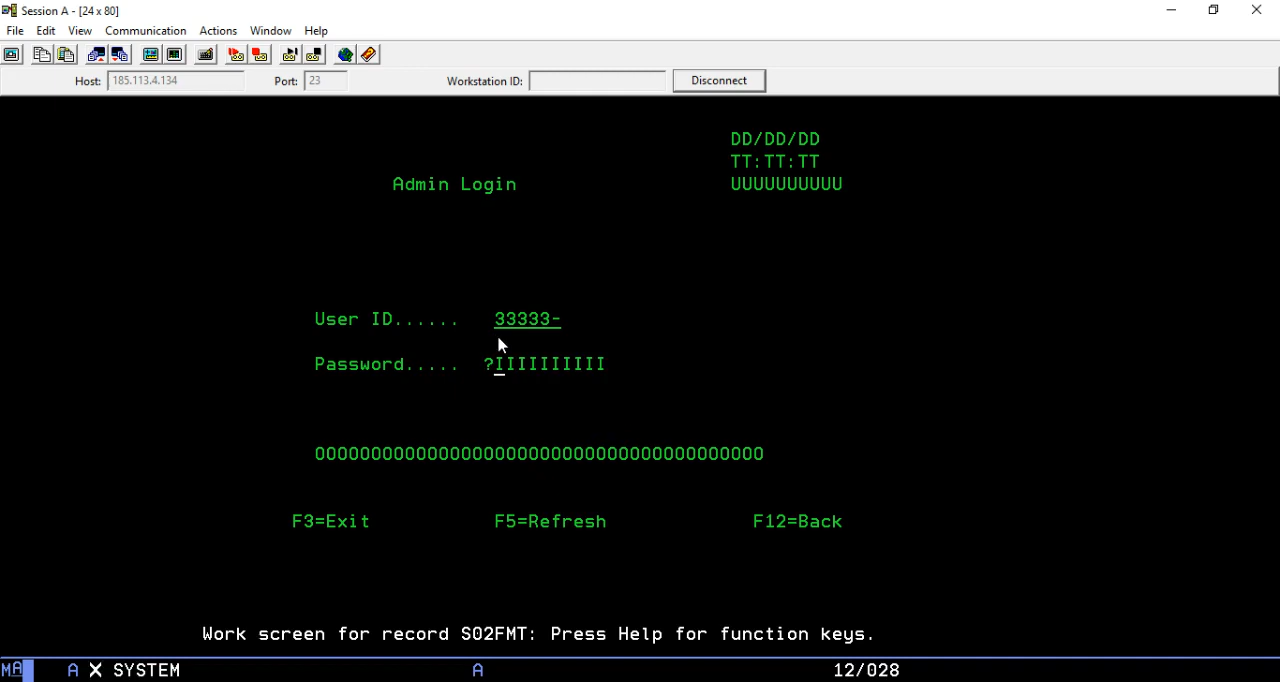 Session A - [24 x 80]
File Edit View Communication Actions Window Help
Host: 185.113.4.134 Port: 23 Workstation ID: Disconnect
DD/DD/DD
TT:TT:TT
Admin Login UUUUUUUUUU
User ID...... 33333-
Password..... ?IIIIIIIIII
OOOOOOOOOOOOOOOOOOOOOOOOOOOOOOOOOOOOOOOO
F3=Exit F5=Refresh F12=Back
Work screen for record S02FMT: Press Help for function keys.
MA A X SYSTEM A 12/028